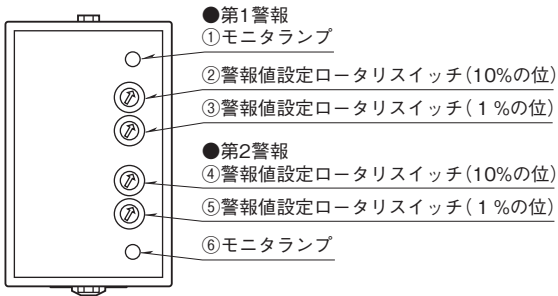 ●第1警報
①モニタランプ
②警報値設定ロータリスイッチ(10%の位)
③警報値設定ロータリスイッチ( 1 %の位)
●第2警報
④警報値設定ロータリスイッチ(10%の位)
⑤警報値設定ロータリスイッチ( 1 %の位)
⑥モニタランプ